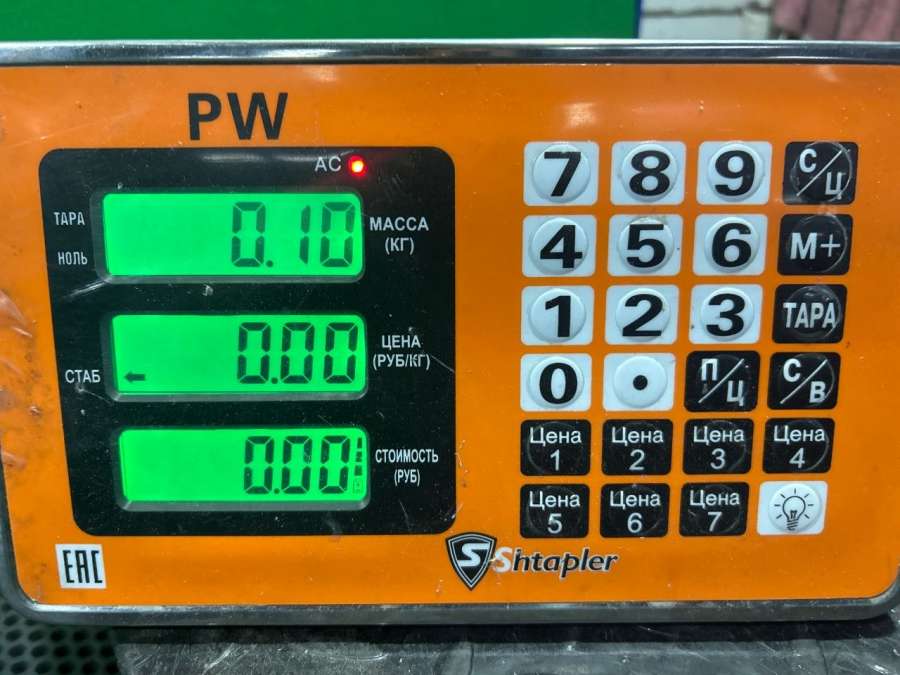 PW
AC
ТАРА
НОЛЬ
0.10
МАССА
(КГ)
СТАБ
0.00
ЦЕНА
(РУБ/КГ)
0.00
СТОИМОСТЬ
(РУБ)
7 8 9 С/Ц
4 5 6 М+
1 2 3 ТАРА
0 . П/Ц С/В
Цена 1 Цена 2 Цена 3 Цена 4
Цена 5 Цена 6 Цена 7
EAC
S Shtapler